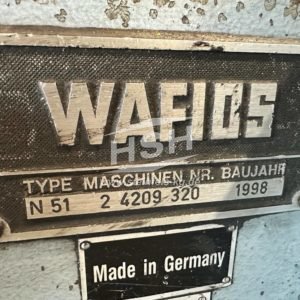 WAFIOS
HSH
TYPE MASCHINEN NR. BAUJAHR
N 51 2 4209 320 1998
Made in Germany